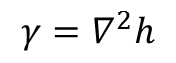 γ = ∇²h